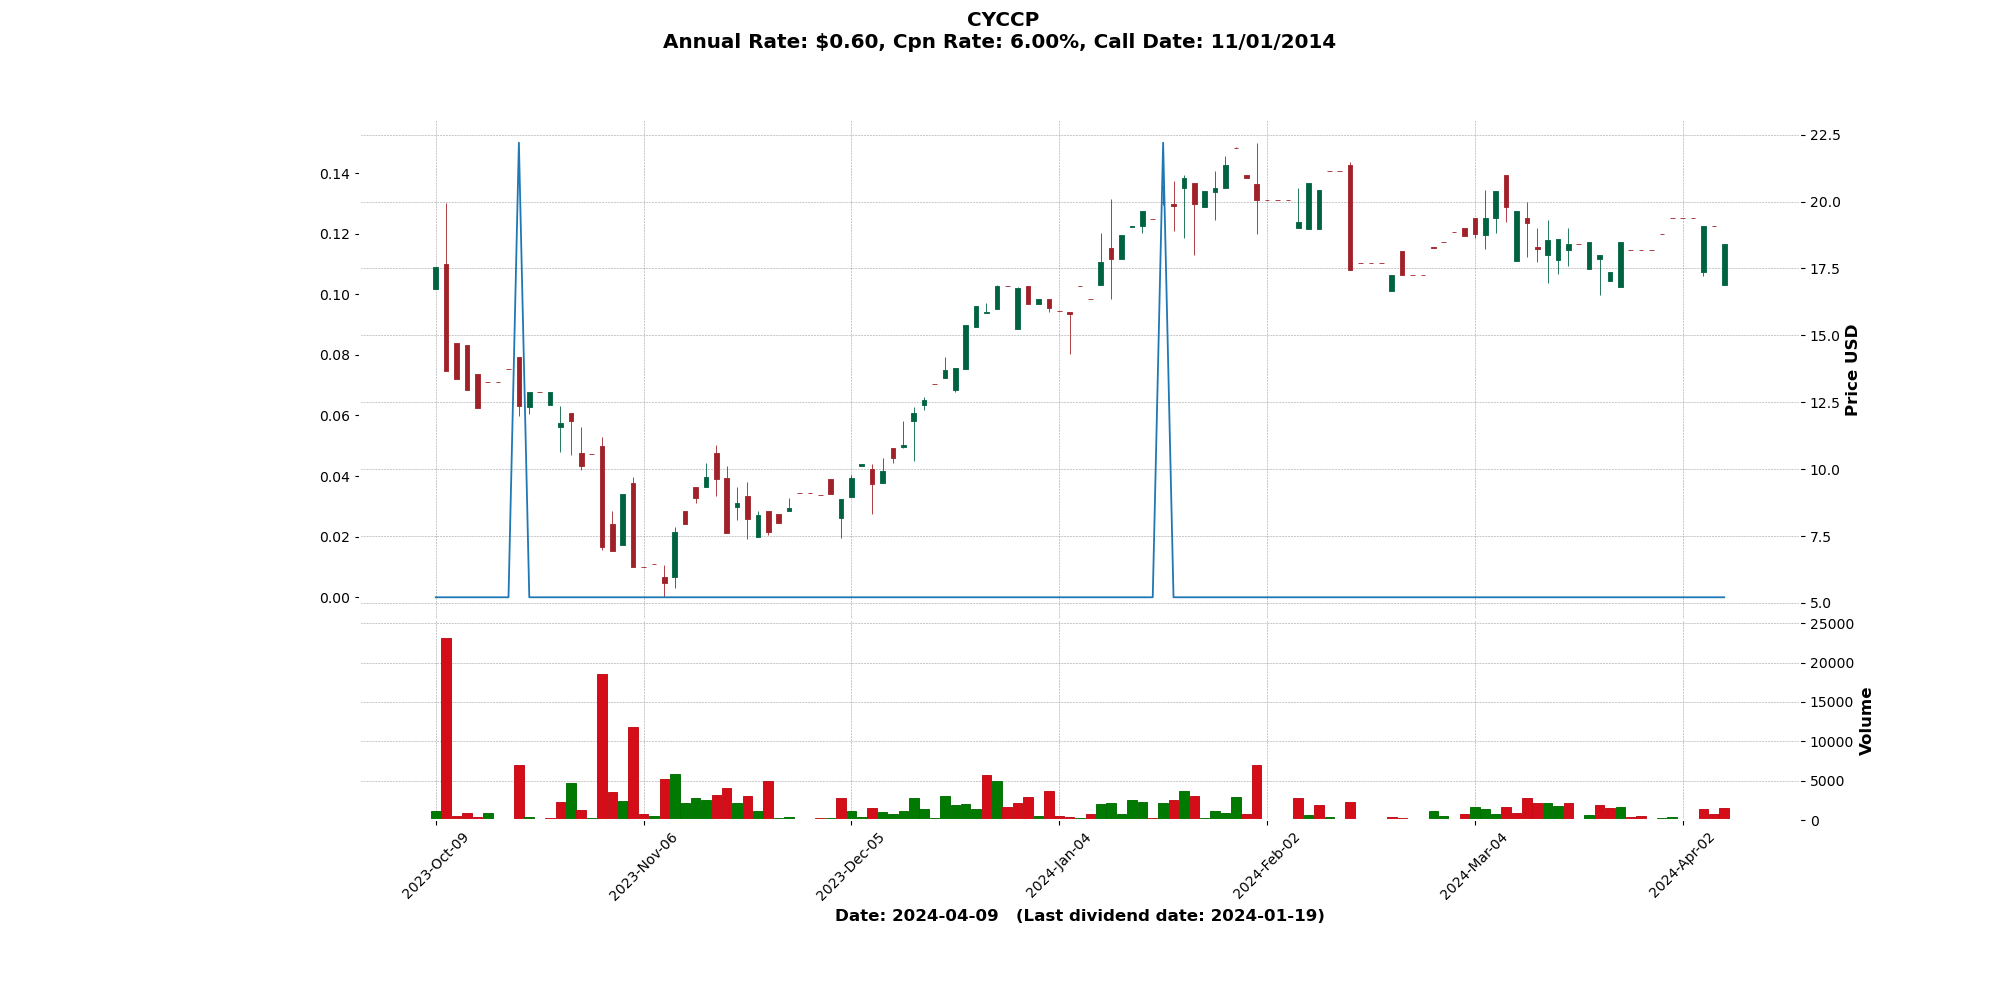 CYCCP
Annual Rate: $0.60, Cpn Rate: 6.00%, Call Date: 11/01/2014
0.14
0.12
0.10
0.08
0.06
0.04
0.02
0.00
22.5
20.0
17.5
15.0
12.5
10.0
7.5
5.0
Price USD
25000
20000
15000
10000
5000
0
Volume
2023-Oct-09
2023-Nov-06
2023-Dec-05
2024-Jan-04
2024-Feb-02
2024-Mar-04
2024-Apr-02
Date: 2024-04-09 (Last dividend date: 2024-01-19)